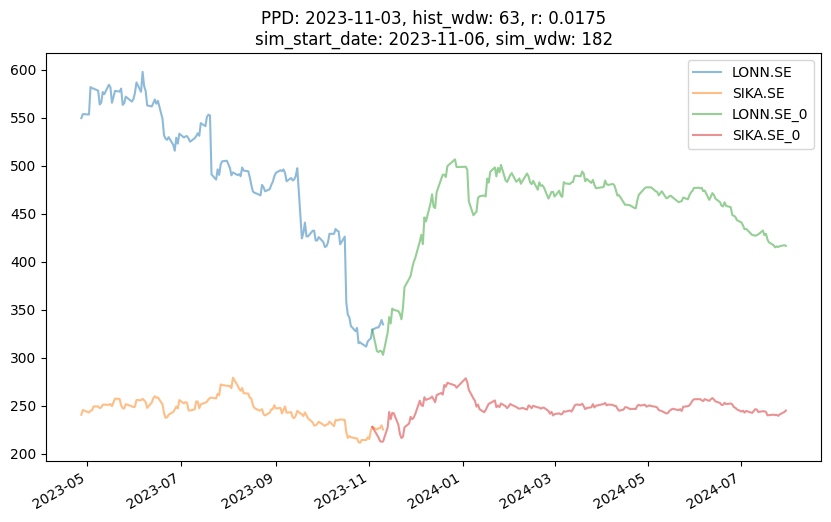 PPD: 2023-11-03, hist_wdw: 63, r: 0.0175
sim_start_date: 2023-11-06, sim_wdw: 182
LONN.SE
SIKA.SE
LONN.SE_0
SIKA.SE_0
600
550
500
450
400
350
300
250
200
2023-05
2023-07
2023-09
2023-11
2024-01
2024-03
2024-05
2024-07